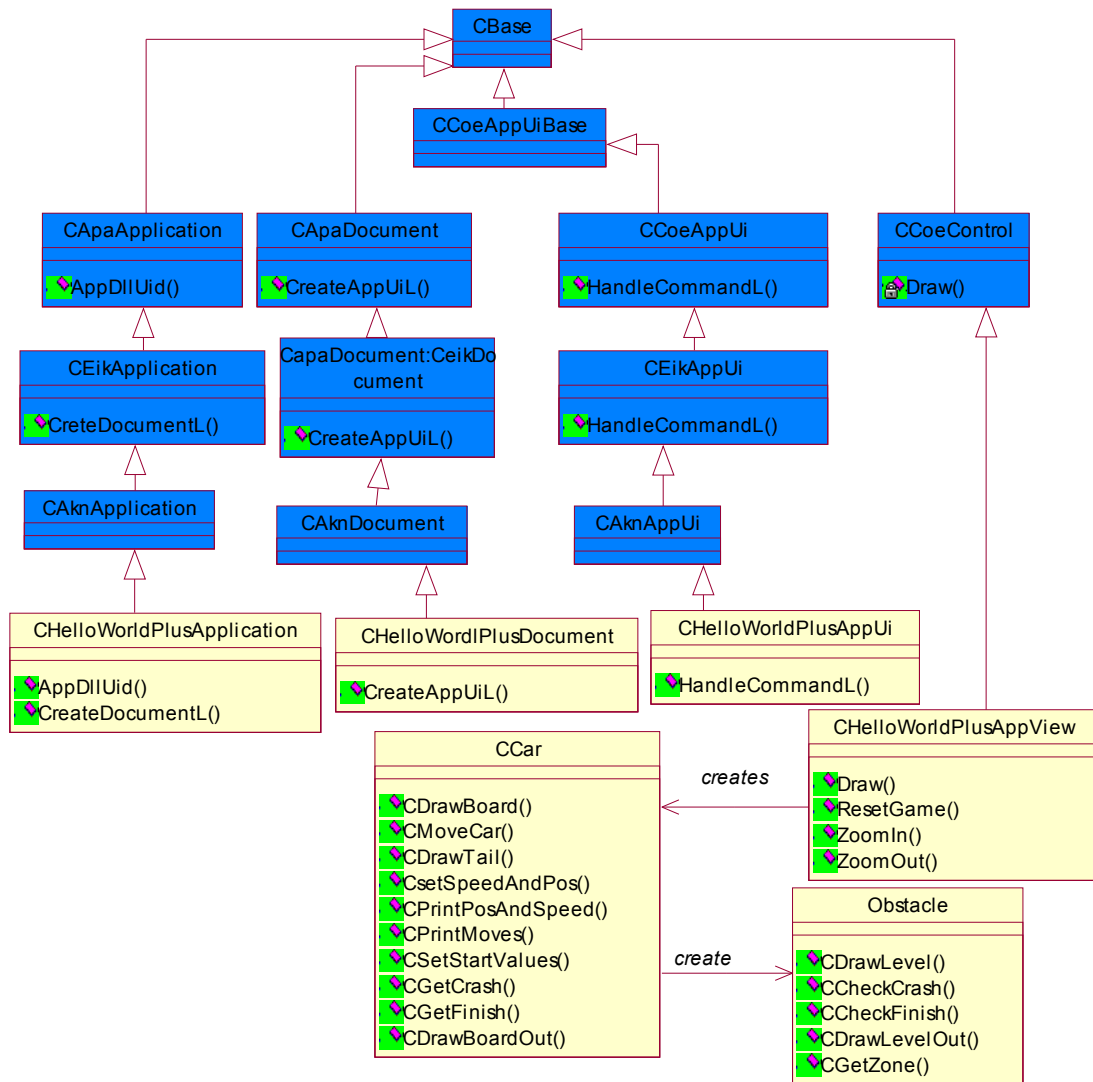 CBase
CCoeAppUiBase
CApaApplication
AppDllUid()
CApaDocument
CreateAppUiL()
CCoeAppUi
HandleCommandL()
CCoeControl
Draw()
CEikApplication
CreteDocumentL()
CapaDocument:CeikDo
cument
CreateAppUiL()
CEikAppUi
HandleCommandL()
CAknApplication
CAknDocument
CAknAppUi
CHelloWorldPlusApplication
AppDllUid()
CreateDocumentL()
CHelloWordlPlusDocument
CreateAppUiL()
CHelloWorldPlusAppUi
HandleCommandL()
CHelloWorldPlusAppView
Draw()
ResetGame()
ZoomIn()
ZoomOut()
creates
CCar
CDrawBoard()
CMoveCar()
CDrawTail()
CsetSpeedAndPos()
CPrintPosAndSpeed()
CPrintMoves()
CSetStartValues()
CGetCrash()
CGetFinish()
CDrawBoardOut()
create
Obstacle
CDrawLevel()
CCheckCrash()
CCheckFinish()
CDrawLevelOut()
CGetZone()